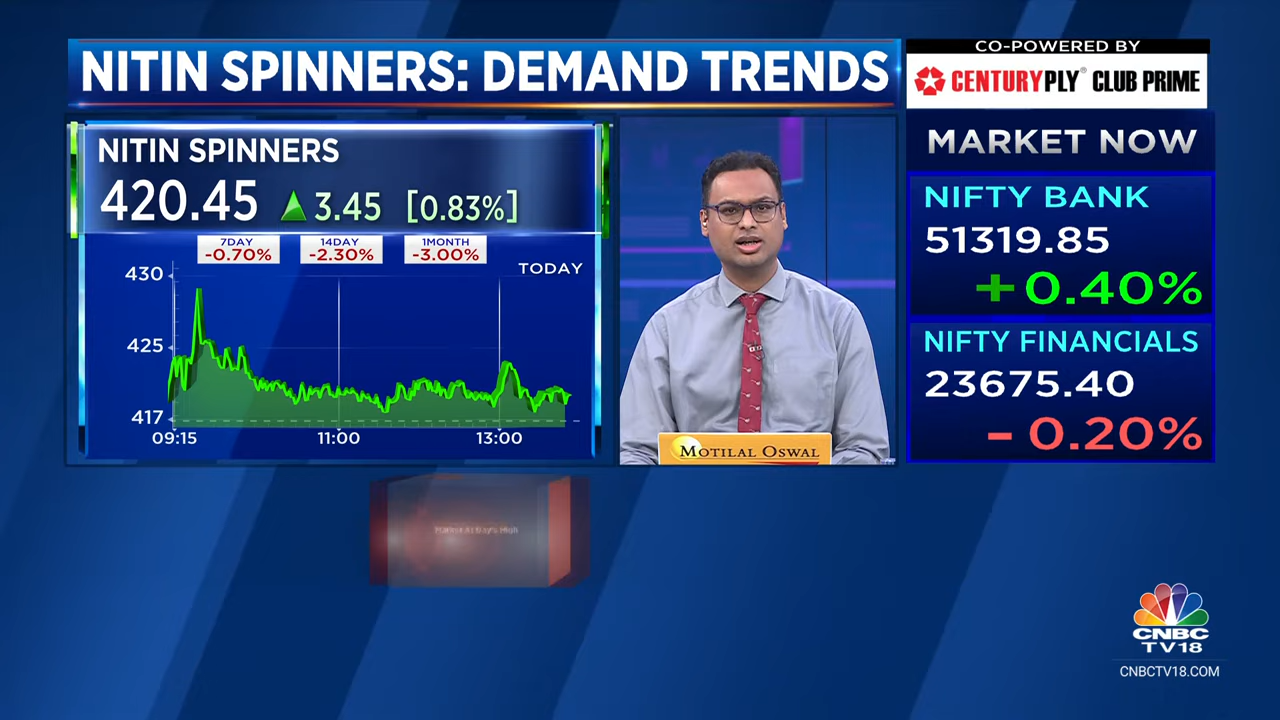 NITIN SPINNERS: DEMAND TRENDS
CO-POWERED BY
CENTURYPLY® CLUB PRIME
MARKET NOW
NITIN SPINNERS
420.45 ▲ 3.45 [0.83%]
7DAY 14DAY 1MONTH
-0.70% -2.30% -3.00%
TODAY
430
425
417
09:15 11:00 13:00
NIFTY BANK
51319.85
+0.40%
NIFTY FINANCIALS
23675.40
- 0.20%
MOTILAL OSWAL
CNBC
TV18
CNBCTV18.COM